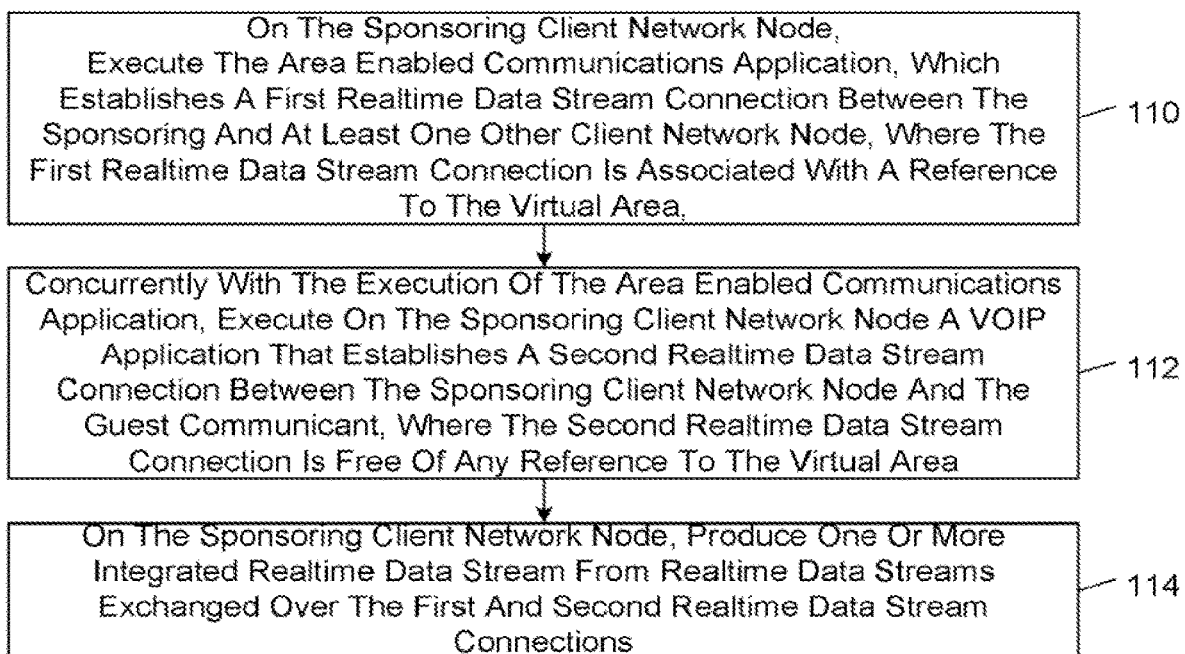 On The Sponsoring Client Network Node,
Execute The Area Enabled Communications Application, Which
Establishes A First Realtime Data Stream Connection Between The
Sponsoring And At Least One Other Client Network Node, Where The
First Realtime Data Stream Connection Is Associated With A Reference
To The Virtual Area,
110
Concurrently With The Execution Of The Area Enabled Communications
Application, Execute On The Sponsoring Client Network Node A VOIP
Application That Establishes A Second Realtime Data Stream
Connection Between The Sponsoring Client Network Node And The
Guest Communicant, Where The Second Realtime Data Stream
Connection Is Free Of Any Reference To The Virtual Area
112
On The Sponsoring Client Network Node, Produce One Or More
Integrated Realtime Data Stream From Realtime Data Streams
Exchanged Over The First And Second Realtime Data Stream
Connections
114